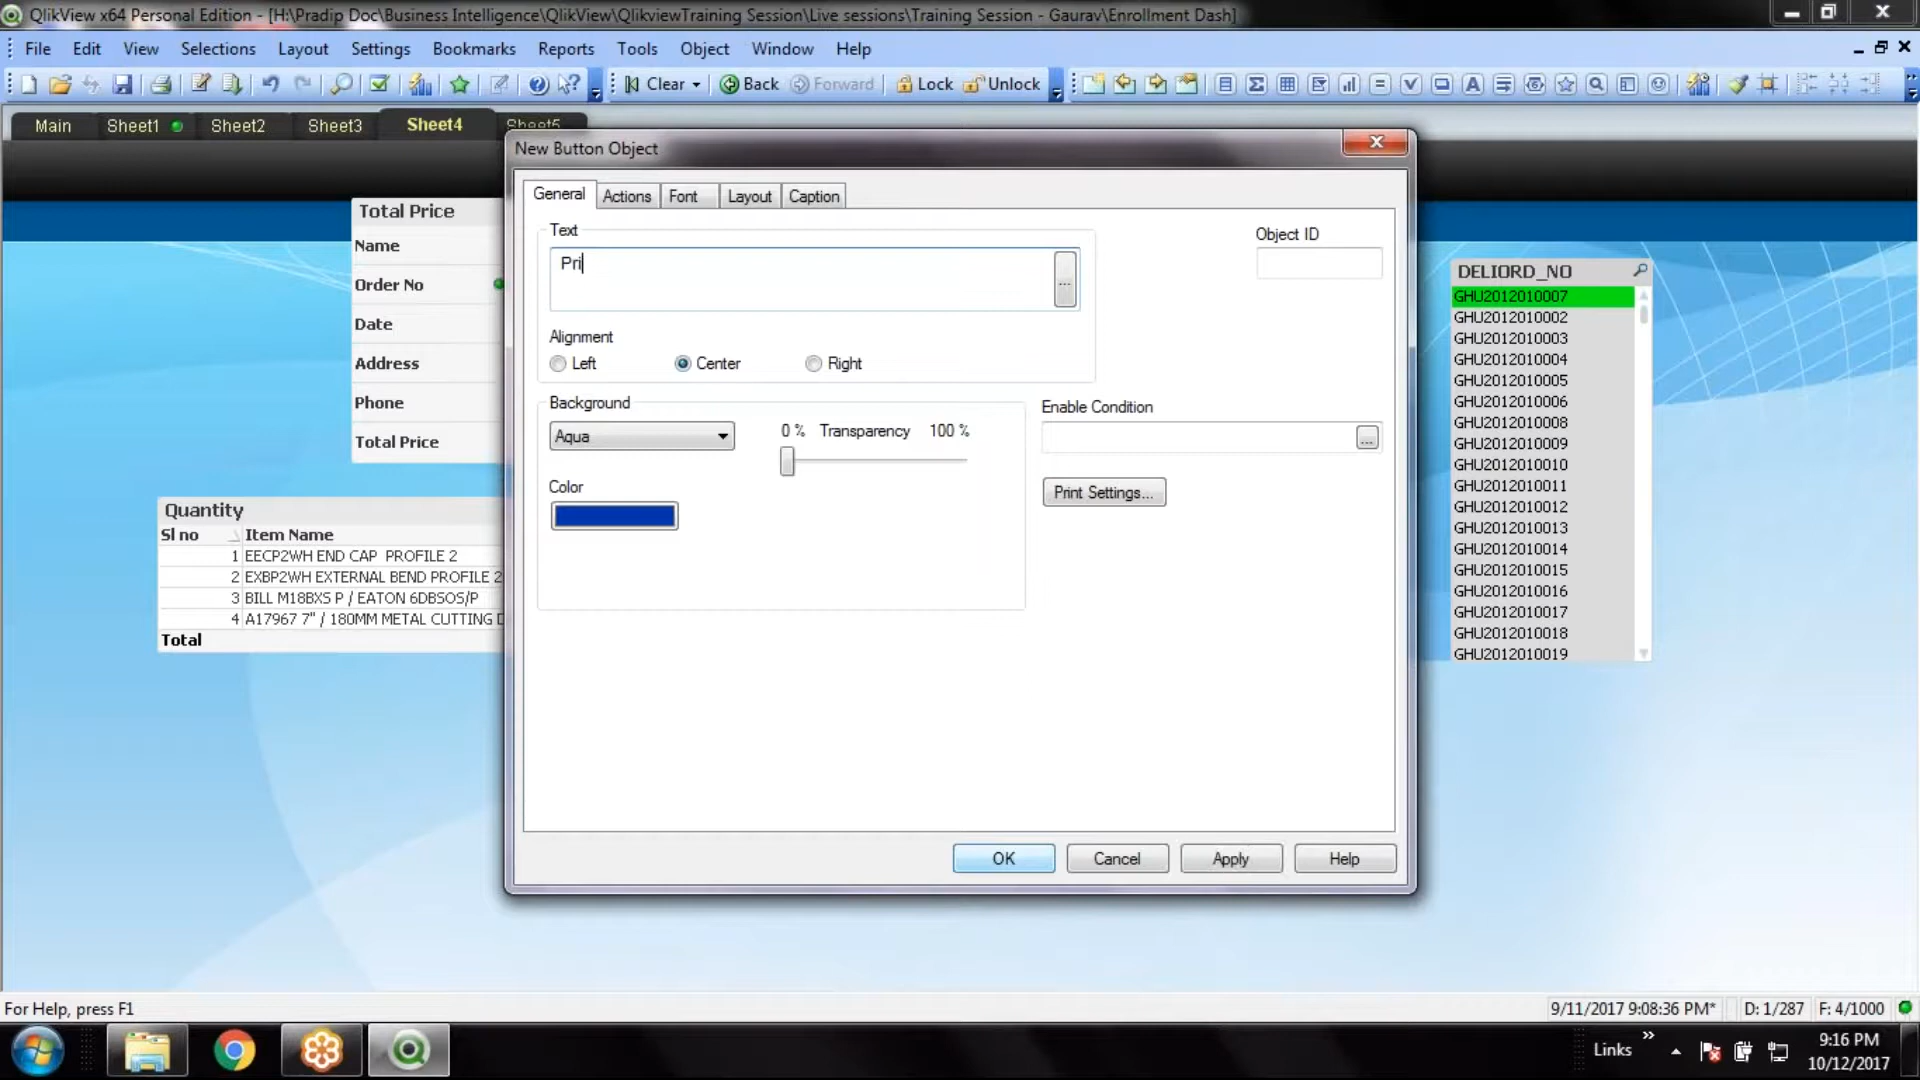 QlikView x64 Personal Edition - [H:\Pradip Doc\Business Intelligence\QlikView\QlikviewTraining Session\Live sessions\Training Session - Gaurav\Enrollment Dash]
File Edit View Selections Layout Settings Bookmarks Reports Tools Object Window Help
Clear Back Forward Lock Unlock
Main Sheet1 Sheet2 Sheet3 Sheet4 Sheet5
New Button Object
General Actions Font Layout Caption
Text
Pri
...
Object ID
Alignment
Left Center Right
Background
Aqua
0 % Transparency 100 %
Color
Enable Condition
...
Print Settings...
OK Cancel Apply Help
Total Price
Name
Order No
Date
Address
Phone
Total Price
Quantity
Sl no Item Name
1 EECP2WH END CAP PROFILE 2
2 EXBP2WH EXTERNAL BEND PROFILE 2
3 BILL M18BXS P / EATON 6DBSOS/P
4 A17967 7" / 180MM METAL CUTTING D
Total
DELIORD_NO
GHU2012010007
GHU2012010002
GHU2012010003
GHU2012010004
GHU2012010005
GHU2012010006
GHU2012010008
GHU2012010009
GHU2012010010
GHU2012010011
GHU2012010012
GHU2012010013
GHU2012010014
GHU2012010015
GHU2012010016
GHU2012010017
GHU2012010018
GHU2012010019
For Help, press F1
9/11/2017 9:08:36 PM* D: 1/287 F: 4/1000
Links
9:16 PM
10/12/2017